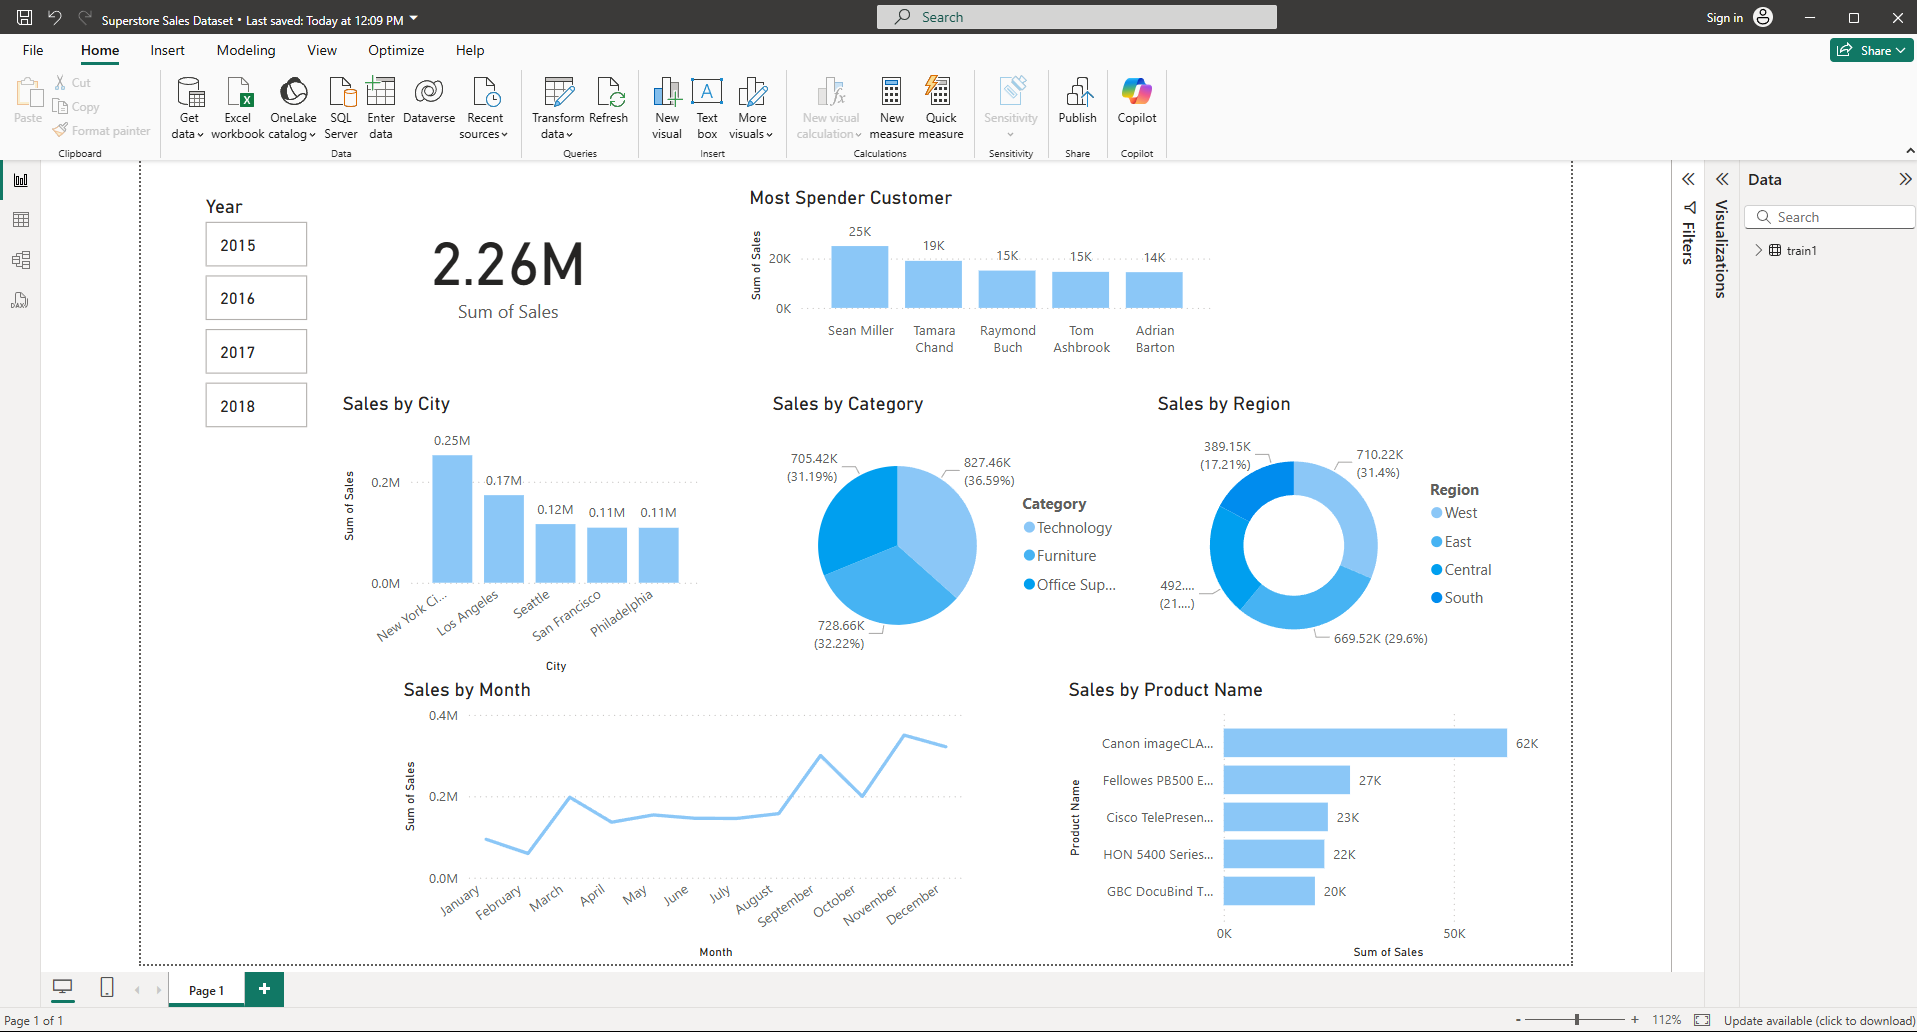 Superstore Sales Dataset • Last saved: Today at 12:09 PM
Search
Sign in
File
Home
Insert
Modeling
View
Optimize
Help
Share
Paste
Cut
Copy
Format painter
Clipboard
Get data
Excel workbook
OneLake catalog
SQL Server
Enter data
Dataverse
Recent sources
Data
Transform data
Refresh
Queries
New visual
Text box
More visuals
Insert
New visual calculation
New measure
Quick measure
Calculations
Sensitivity
Sensitivity
Publish
Share
Copilot
Copilot
Year
2015
2016
2017
2018
2.26M
Sum of Sales
Most Spender Customer
Sum of Sales
20K
0K
25K
19K
15K
15K
14K
Sean Miller
Tamara Chand
Raymond Buch
Tom Ashbrook
Adrian Barton
Sales by City
Sum of Sales
0.2M
0.0M
0.25M
0.17M
0.12M
0.11M
0.11M
New York Ci...
Los Angeles
Seattle
San Francisco
Philadelphia
City
Sales by Category
705.42K
(31.19%)
827.46K
(36.59%)
728.66K
(32.22%)
Category
Technology
Furniture
Office Sup...
Sales by Region
389.15K
(17.21%)
710.22K
(31.4%)
492....
(21....)
669.52K (29.6%)
Region
West
East
Central
South
Sales by Month
Sum of Sales
0.4M
0.2M
0.0M
January
February
March
April
May
June
July
August
September
October
November
December
Month
Sales by Product Name
Product Name
Canon imageCLA...
62K
Fellowes PB500 E...
27K
Cisco TelePresen...
23K
HON 5400 Series...
22K
GBC DocuBind T...
20K
0K
50K
Sum of Sales
Filters
Visualizations
Data
Search
train1
DAX
Page 1
Page 1 of 1
- + 112%
Update available (click to download)